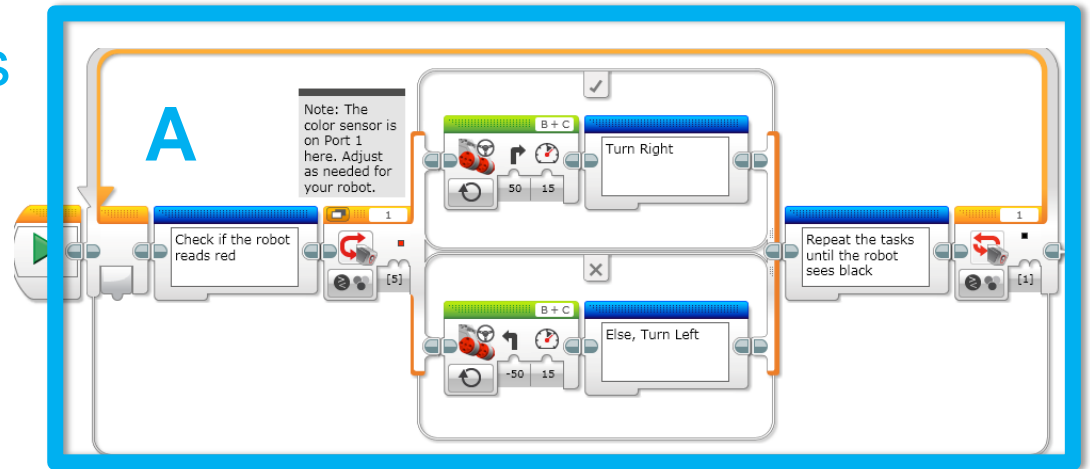 s
A
Note: The
color sensor is
on Port 1
here. Adjust
as needed for
your robot.
B + C
50 15
Turn Right
1
Check if the robot
reads red
[5]
Repeat the tasks
until the robot
sees black
1
[1]
B + C
-50 15
Else, Turn Left